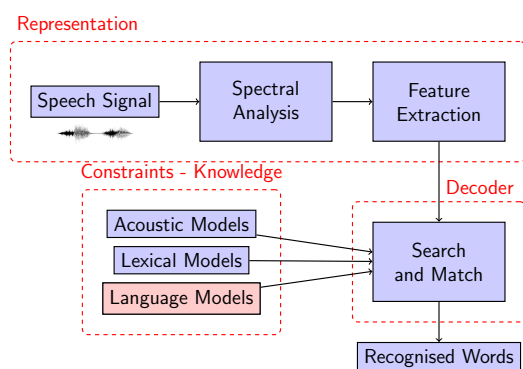 Representation
Speech Signal
Spectral
Analysis
Feature
Extraction
Constraints - Knowledge
Decoder
Acoustic Models
Lexical Models
Language Models
Search
and Match
Recognised Words